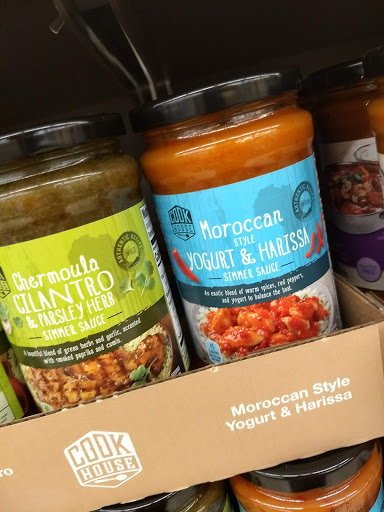 Chermoula
CILANTRO
& PARSLEY HERB
SIMMER SAUCE
A bountiful blend of green herbs and garlic, accented
with smoked paprika and cumin.
COOK
HOUSE
Moroccan
STYLE
YOGURT & HARISSA
SIMMER SAUCE
An exotic blend of warm spices, red peppers
and yogurt to balance the heat.
COOK
HOUSE
Moroccan Style
Yogurt & Harissa